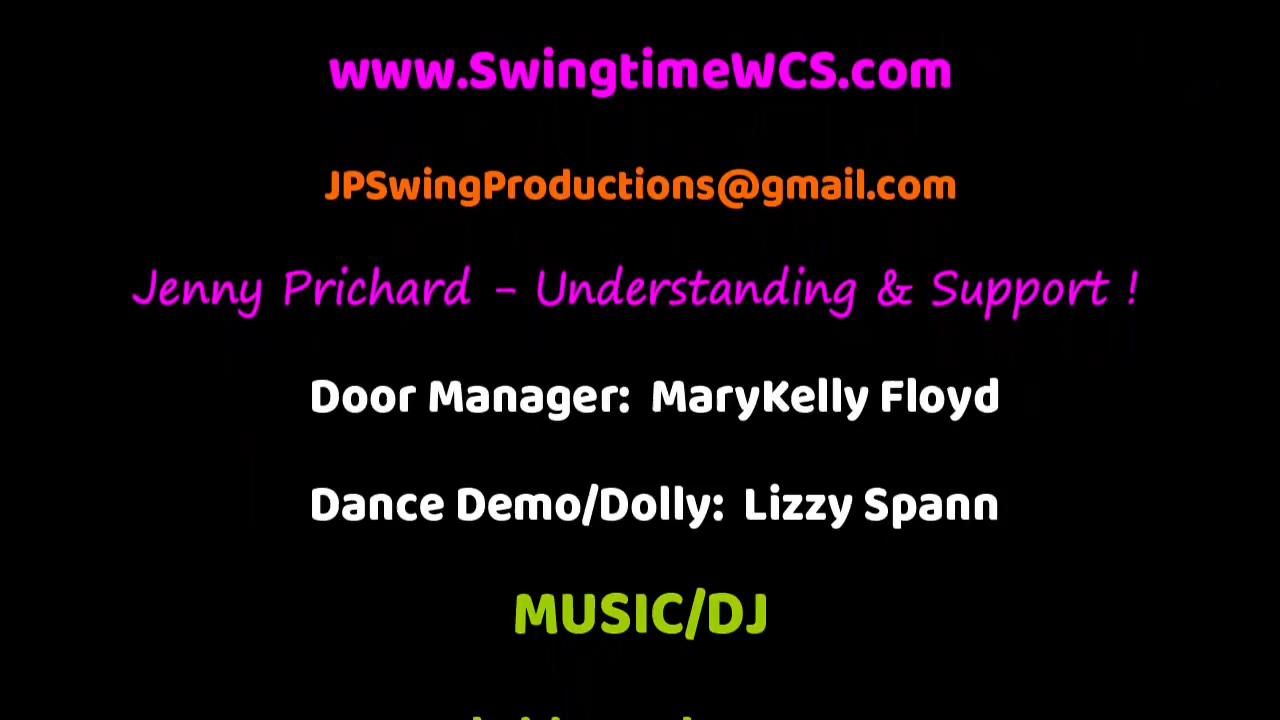 www.SwingtimeWCS.com
JPSwingProductions@gmail.com
Jenny Prichard - Understanding & Support !
Door Manager: MaryKelly Floyd
Dance Demo/Dolly: Lizzy Spann
MUSIC/DJ